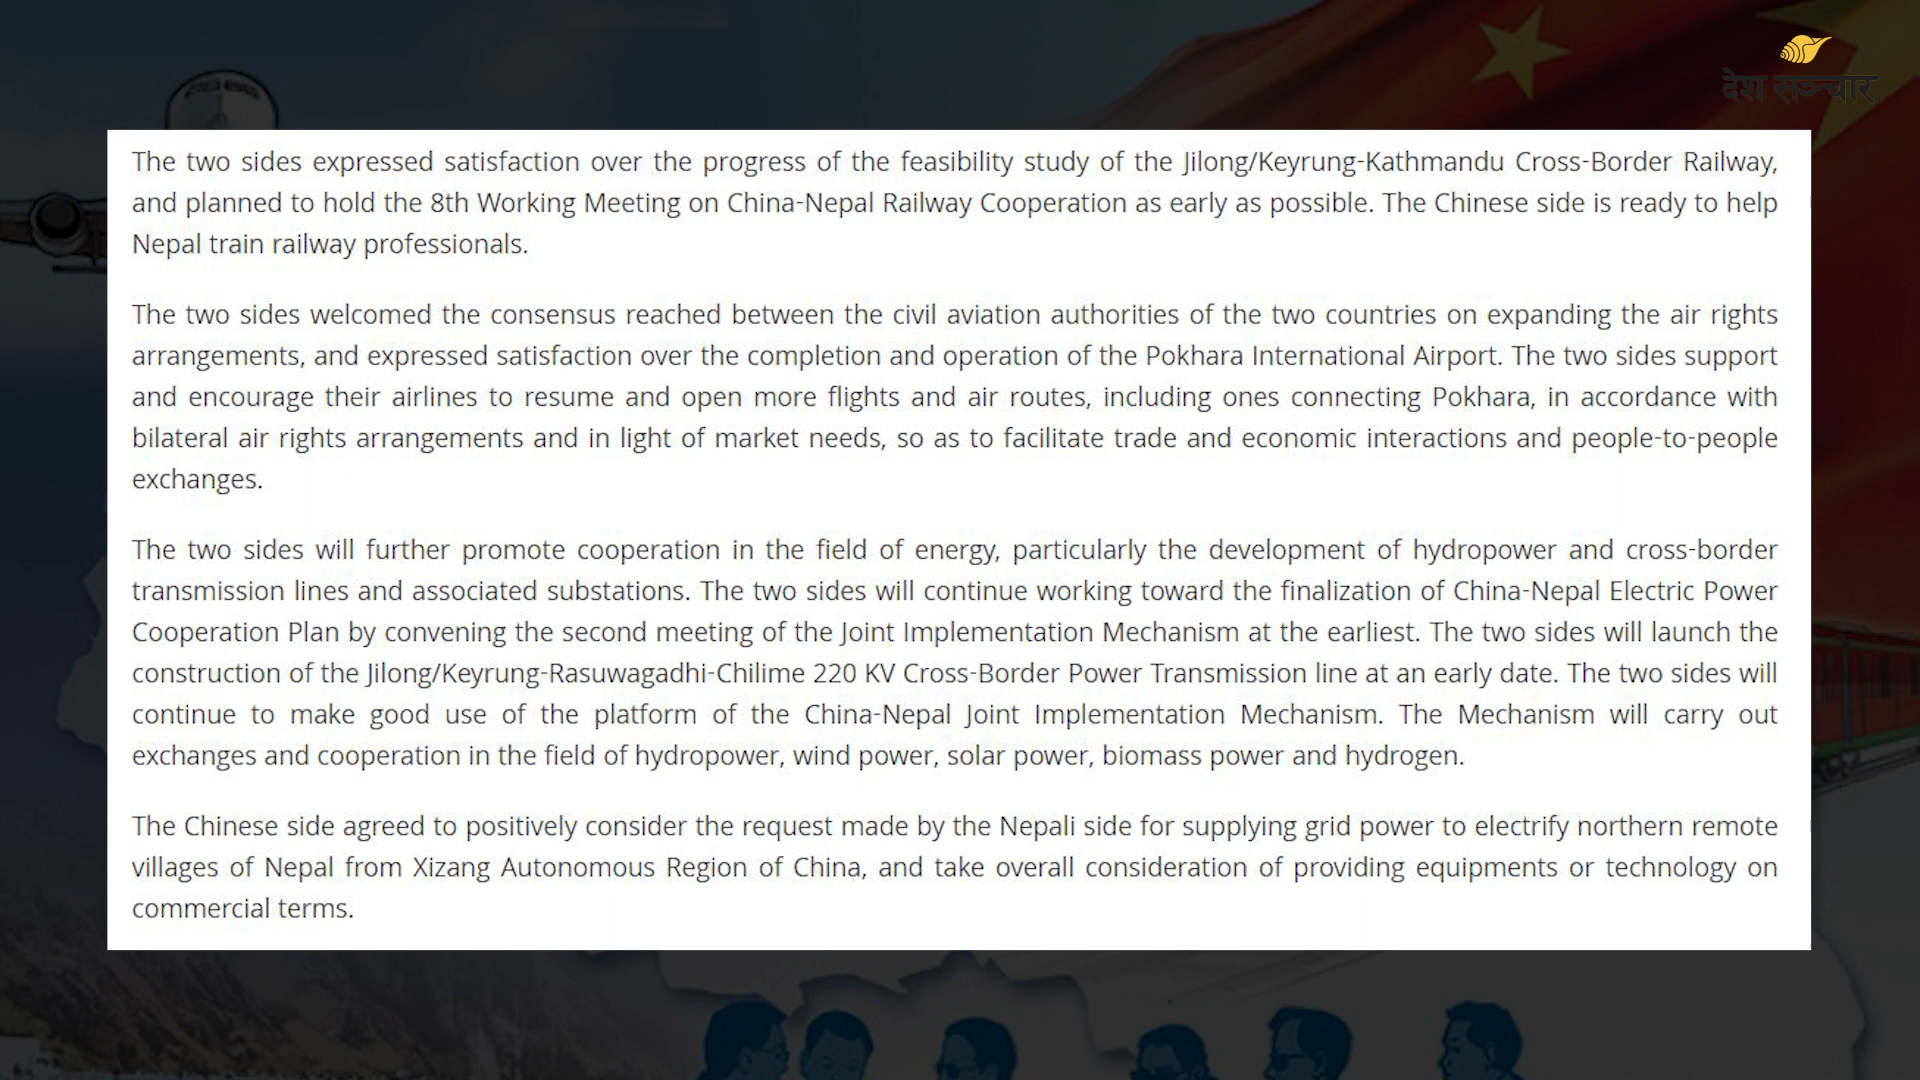 देश सञ्चार
The two sides expressed satisfaction over the progress of the feasibility study of the Jilong/Keyrung-Kathmandu Cross-Border Railway,
and planned to hold the 8th Working Meeting on China-Nepal Railway Cooperation as early as possible. The Chinese side is ready to help
Nepal train railway professionals.
The two sides welcomed the consensus reached between the civil aviation authorities of the two countries on expanding the air rights
arrangements, and expressed satisfaction over the completion and operation of the Pokhara International Airport. The two sides support
and encourage their airlines to resume and open more flights and air routes, including ones connecting Pokhara, in accordance with
bilateral air rights arrangements and in light of market needs, so as to facilitate trade and economic interactions and people-to-people
exchanges.
The two sides will further promote cooperation in the field of energy, particularly the development of hydropower and cross-border
transmission lines and associated substations. The two sides will continue working toward the finalization of China-Nepal Electric Power
Cooperation Plan by convening the second meeting of the Joint Implementation Mechanism at the earliest. The two sides will launch the
construction of the Jilong/Keyrung-Rasuwagadhi-Chilime 220 KV Cross-Border Power Transmission line at an early date. The two sides will
continue to make good use of the platform of the China-Nepal Joint Implementation Mechanism. The Mechanism will carry out
exchanges and cooperation in the field of hydropower, wind power, solar power, biomass power and hydrogen.
The Chinese side agreed to positively consider the request made by the Nepali side for supplying grid power to electrify northern remote
villages of Nepal from Xizang Autonomous Region of China, and take overall consideration of providing equipments or technology on
commercial terms.